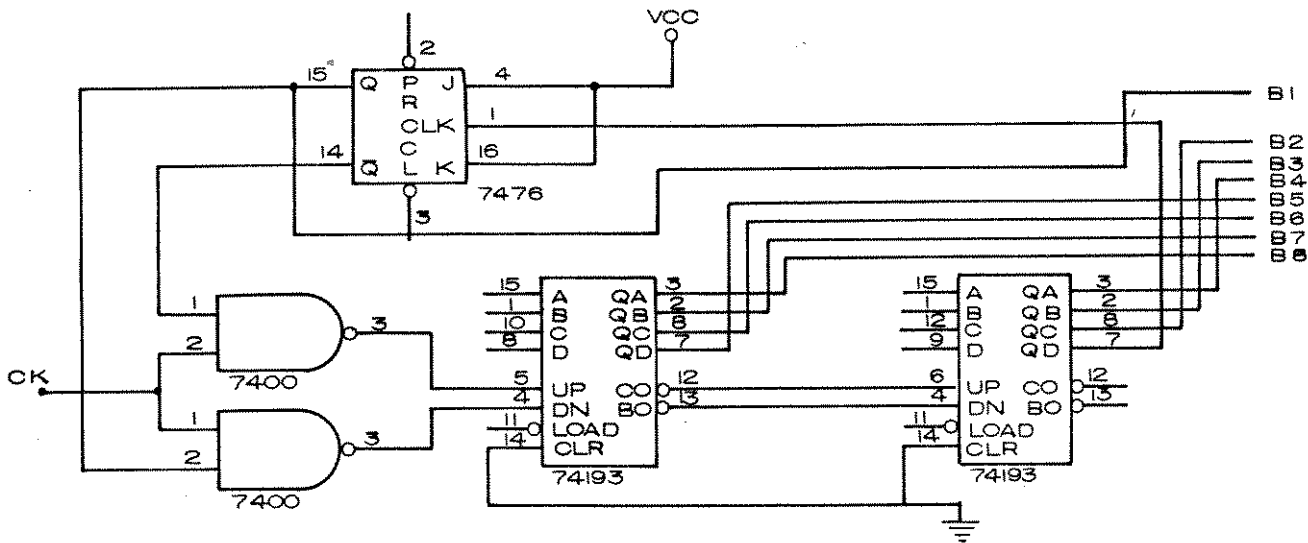 VCC
2
15 Q P J 4
R
CLK 1
C
14 Q̅ L K 16
7476
3
B1
B2
B3
B4
B5
B6
B7
B8
1
2
3
7400
CK
1
2
3
7400
15 A QA 3
1 B QB 2
10 C QC 8
8 D QD 7
5 UP CO 12
4 DN BO 13
11 LOAD
14 CLR
74193
15 A QA 3
1 B QB 2
12 C QC 6
9 D QD 7
6 UP CO 12
4 DN BO 13
11 LOAD
14 CLR
74193